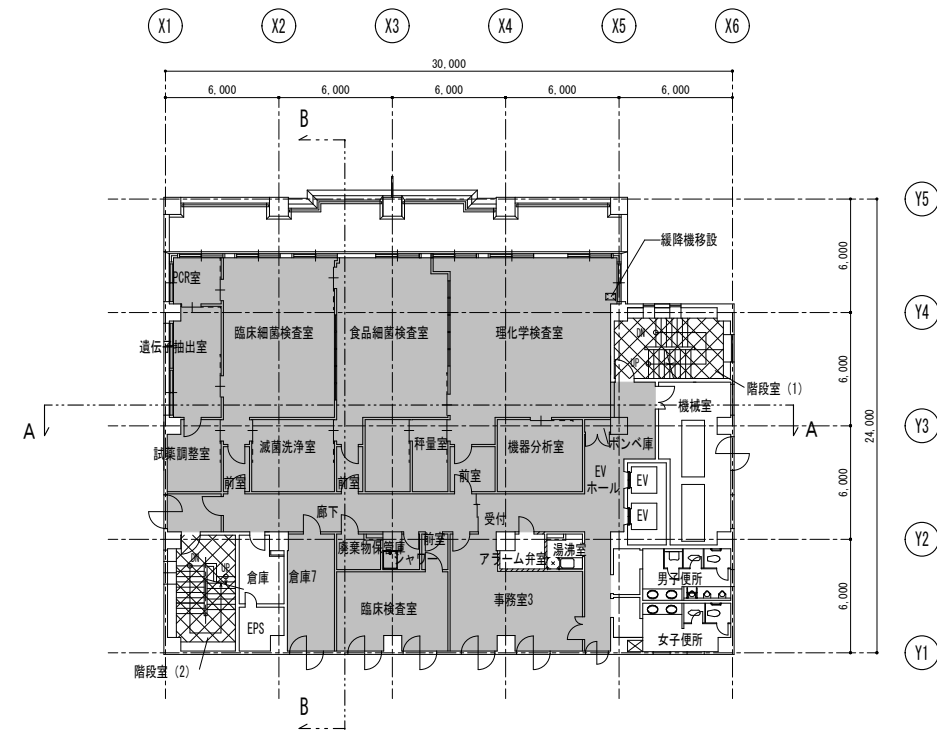 X1
X2
X3
X4
X5
X6
30,000
6,000
6,000
6,000
6,000
6,000
B
Y5
緩降機移設
6,000
PCR室
Y4
臨床細菌検査室
食品細菌検査室
理化学検査室
DN
UP
遺伝子抽出室
6,000
階段室 (1)
機械室
A
A
Y3
24,000
試薬調整室
滅菌洗浄室
秤量室
機器分析室
ボンベ庫
前室
前室
前室
EV
ホール
EV
6,000
廊下
受付
EV
Y2
前室
廃棄物保管庫
シャワー
アラーム弁室
湯沸室
DN
UP
倉庫
倉庫7
男子便所
臨床検査室
事務室3
6,000
EPS
女子便所
Y1
階段室 (2)
B